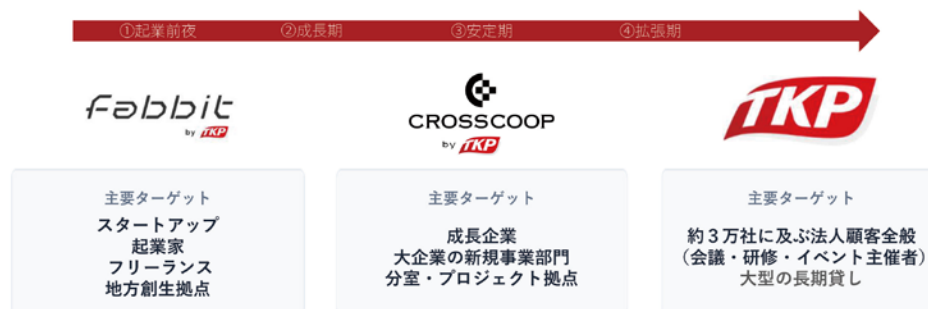 ①起業前夜
②成長期
③安定期
④拡張期
fabbit
by TKP
CROSSCOOP
by TKP
TKP
主要ターゲット
スタートアップ
起業家
フリーランス
地方創生拠点
主要ターゲット
成長企業
大企業の新規事業部門
分室・プロジェクト拠点
主要ターゲット
約３万社に及ぶ法人顧客全般
（会議・研修・イベント主催者）
大型の長期貸し